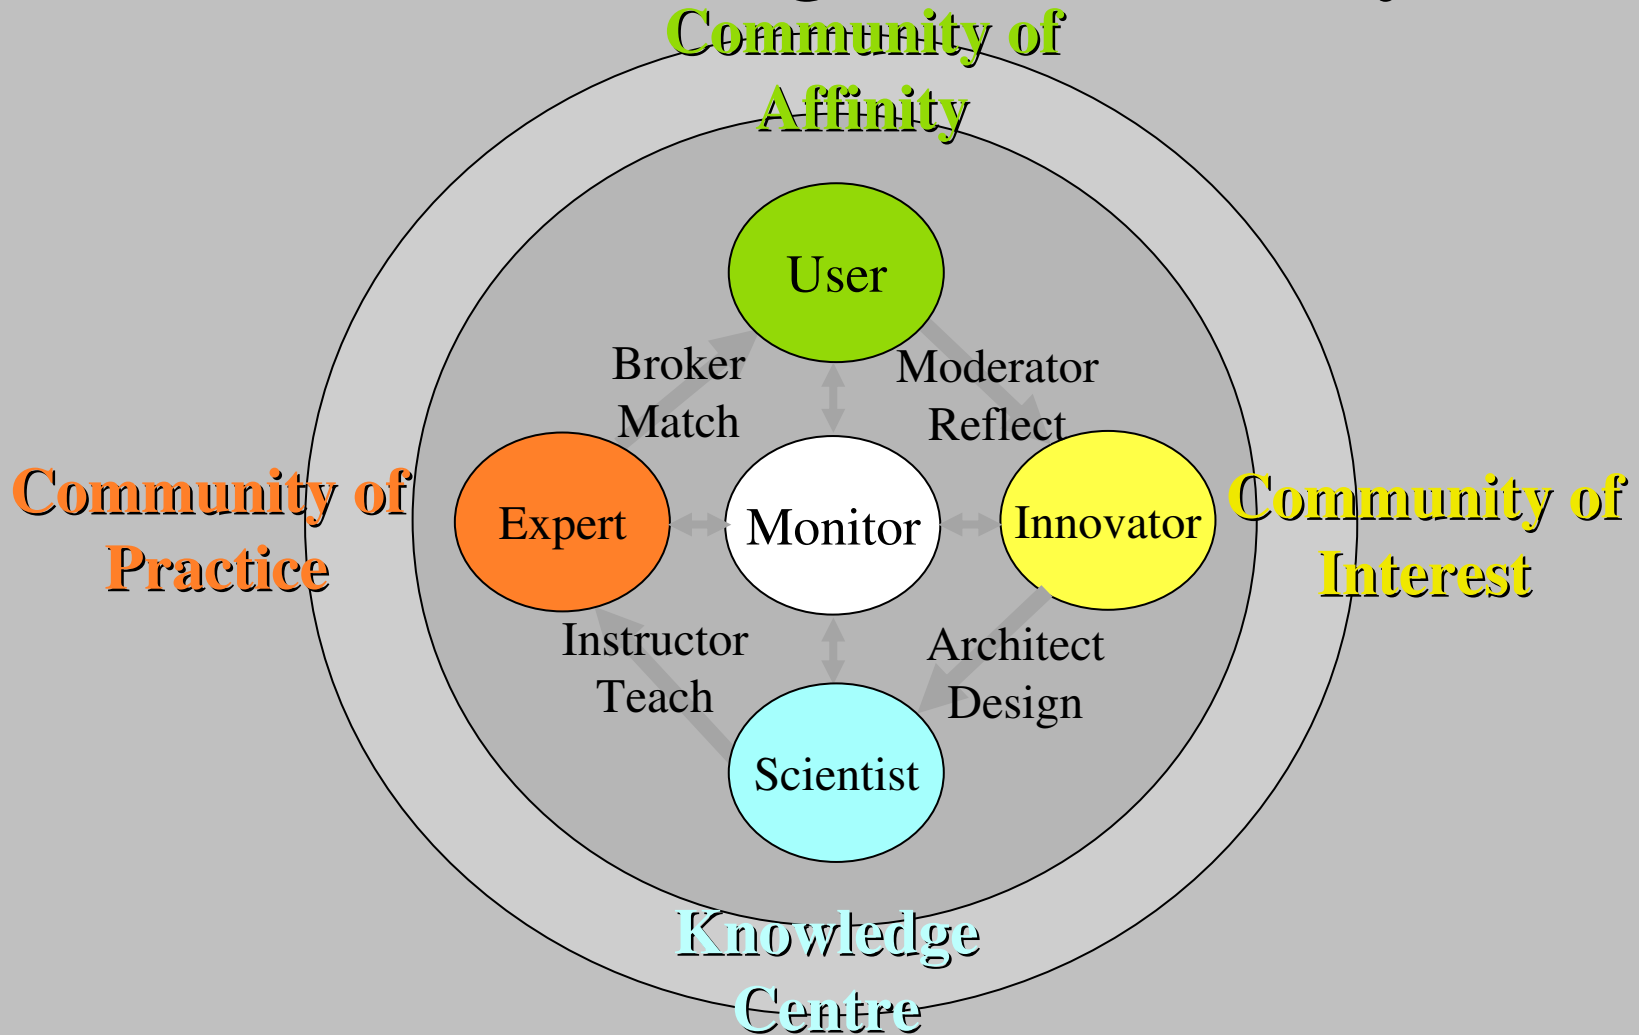 Community of
Affinity
User
Broker
Match
Moderator
Reflect
Community of
Practice
Expert
Monitor
Innovator
Community of
Interest
Instructor
Teach
Architect
Design
Scientist
Knowledge
Centre